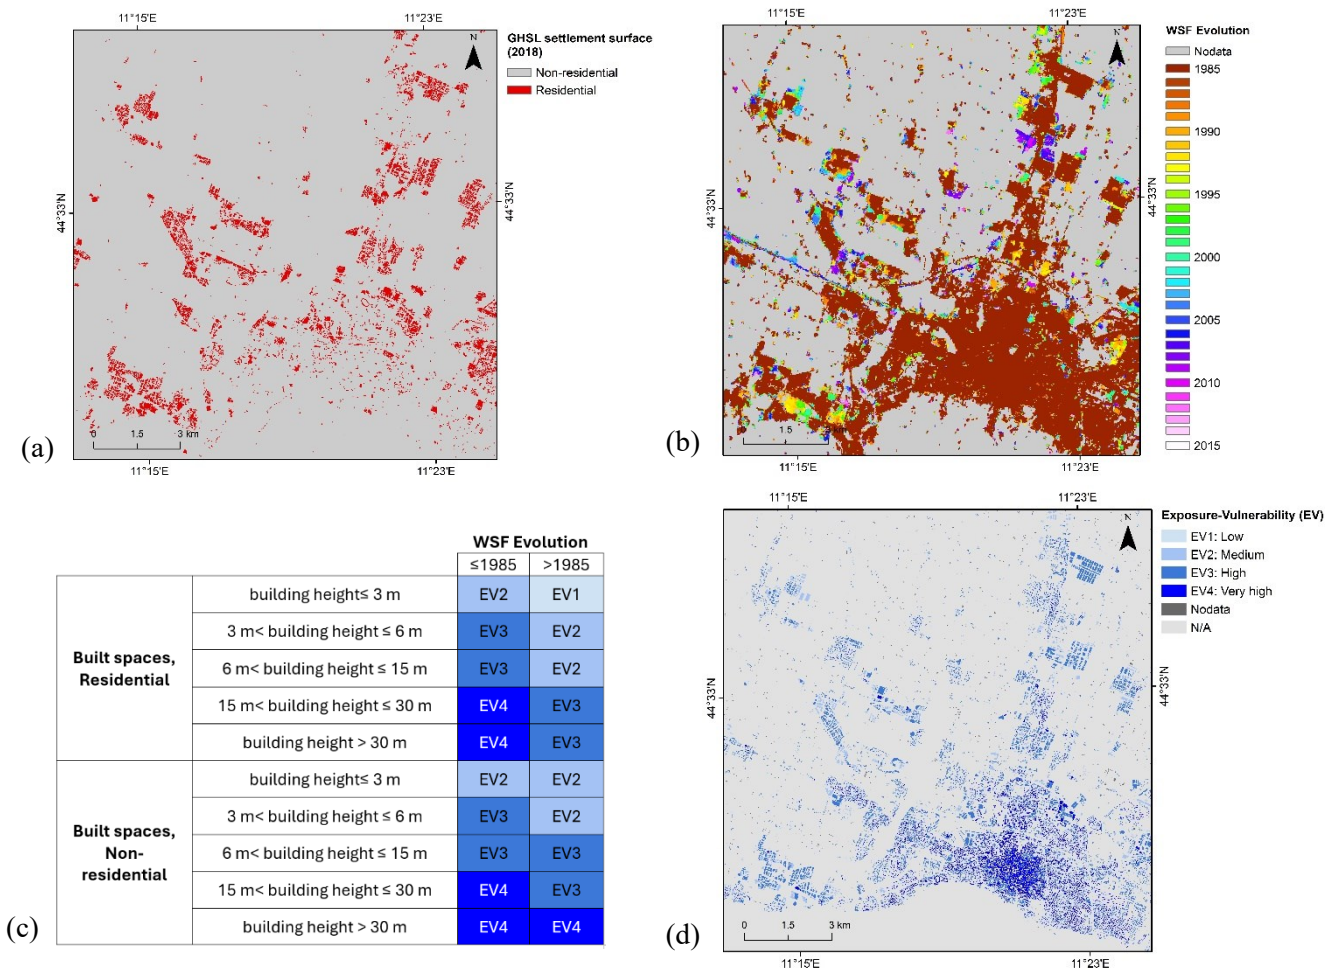 11°15'E 11°23'E
N
GHSL settlement surface
(2018)
Non-residential
Residential
44°33'N
44°33'N
0 1.5 3 km
11°15'E 11°23'E
(a)
11°15'E 11°23'E
N
WSF Evolution
Nodata
1985
1990
1995
2000
2005
2010
2015
44°33'N
44°33'N
1.5 km
11°15'E 11°23'E
(b)
WSF Evolution
≤1985 >1985
Built spaces,
Residential
building height≤ 3 m EV2 EV1
3 m< building height ≤ 6 m EV3 EV2
6 m< building height ≤ 15 m EV3 EV2
15 m< building height ≤ 30 m EV4 EV3
building height > 30 m EV4 EV3
Built spaces,
Non-
residential
building height≤ 3 m EV2 EV2
3 m< building height ≤ 6 m EV3 EV2
6 m< building height ≤ 15 m EV3 EV3
15 m< building height ≤ 30 m EV4 EV3
building height > 30 m EV4 EV4
(c)
11°15'E 11°23'E
N
Exposure-Vulnerability (EV)
EV1: Low
EV2: Medium
EV3: High
EV4: Very high
Nodata
N/A
44°33'N
44°33'N
0 1.5 3 km
11°15'E 11°23'E
(d)